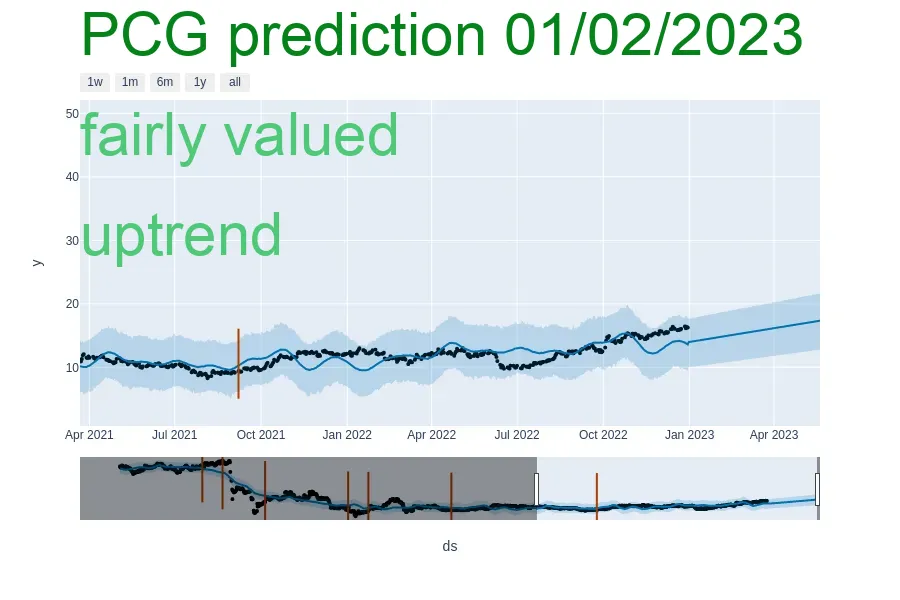 PCG prediction 01/02/2023
1w 1m 6m 1y all
50
fairly valued
40
uptrend
30
y
20
10
Apr 2021 Jul 2021 Oct 2021 Jan 2022 Apr 2022 Jul 2022 Oct 2022 Jan 2023 Apr 2023
ds